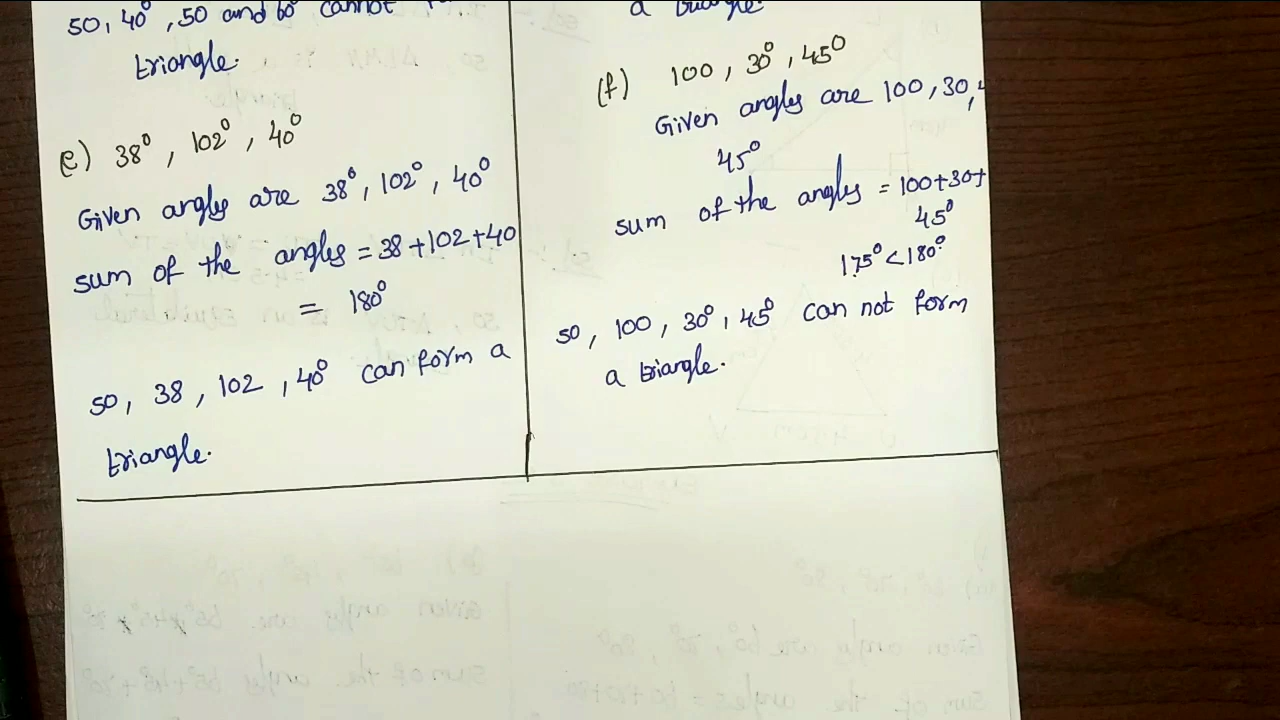 50, 40°, 50 and 60° cannot
triangle.
e) 38°, 102°, 40°
Given angles are 38°, 102°, 40°
sum of the angles = 38+102+40
= 180°
so, 38, 102, 40° can form a
triangle.
a triangle.
(f) 100, 30°, 45°
Given angles are 100, 30,
45°
sum of the angles = 100+30+
45°
175° < 180°
so, 100, 30°, 45° can not form
a triangle.